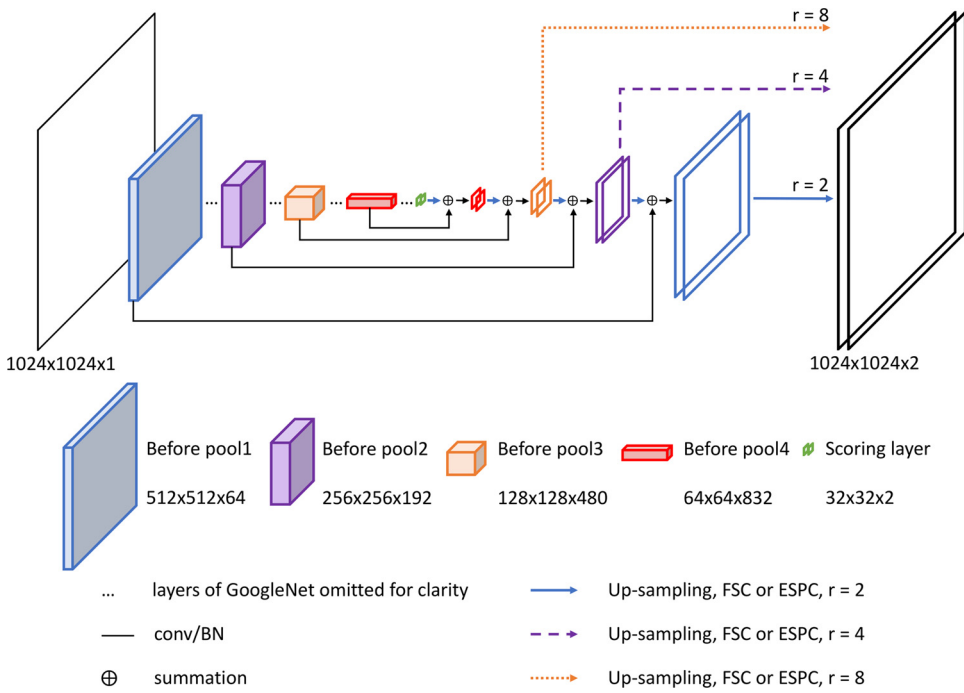 r = 8
r = 4
r = 2
... ... ... ...
1024x1024x1
1024x1024x2
Before pool1
512x512x64
Before pool2
256x256x192
Before pool3
128x128x480
Before pool4
64x64x832
Scoring layer
32x32x2
... layers of GoogleNet omitted for clarity
conv/BN
summation
Up-sampling, FSC or ESPC, r = 2
Up-sampling, FSC or ESPC, r = 4
Up-sampling, FSC or ESPC, r = 8